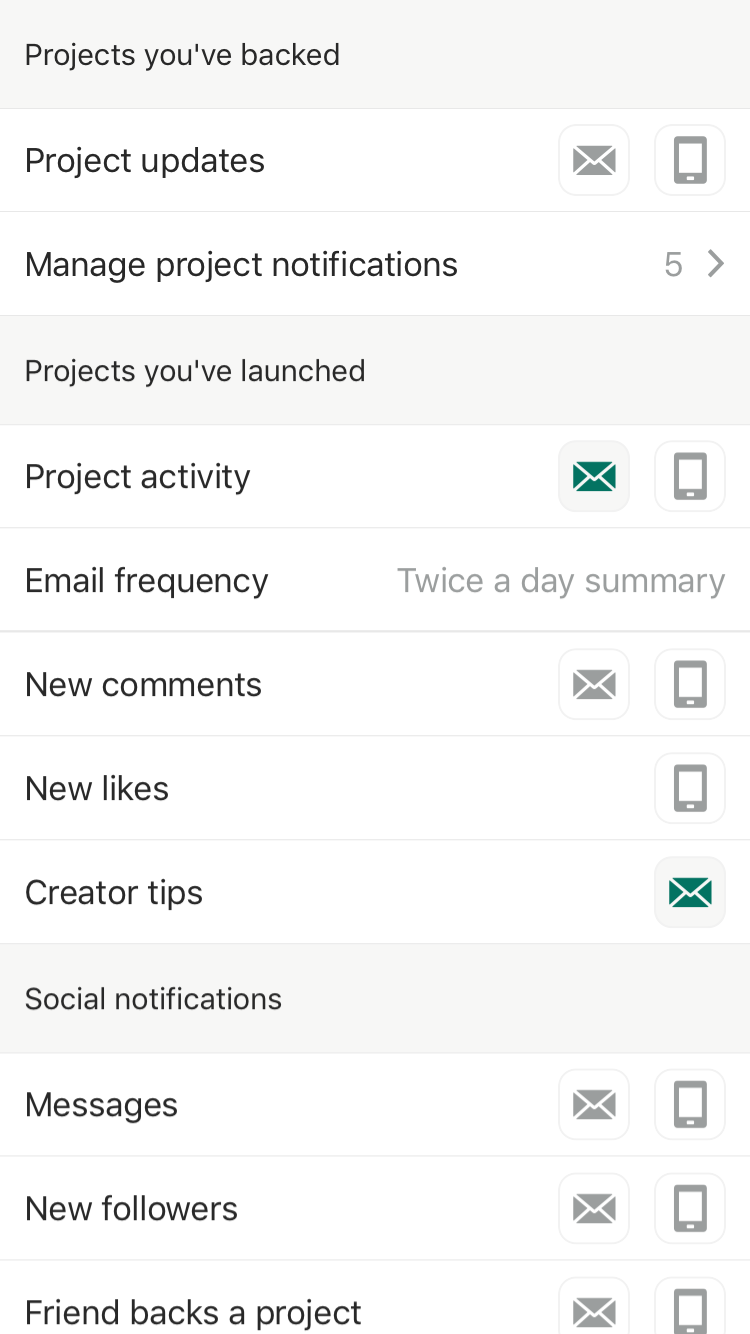 Projects you've backed
Project updates
Manage project notifications 5
Projects you've launched
Project activity
Email frequency Twice a day summary
New comments
New likes
Creator tips
Social notifications
Messages
New followers
Friend backs a project